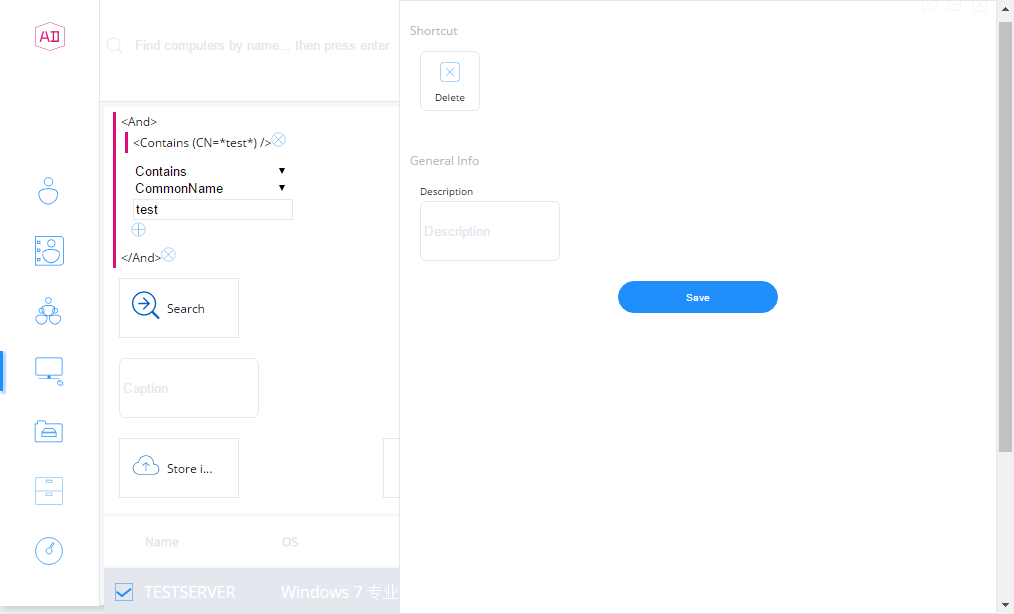 AD
Find computers by name... then press enter
<And>
<Contains (CN=*test*) />
Contains
CommonName
test
</And>
Search
Caption
Store i...
Name OS
TESTSERVER Windows 7 专业
Shortcut
Delete
General Info
Description
Description
Save